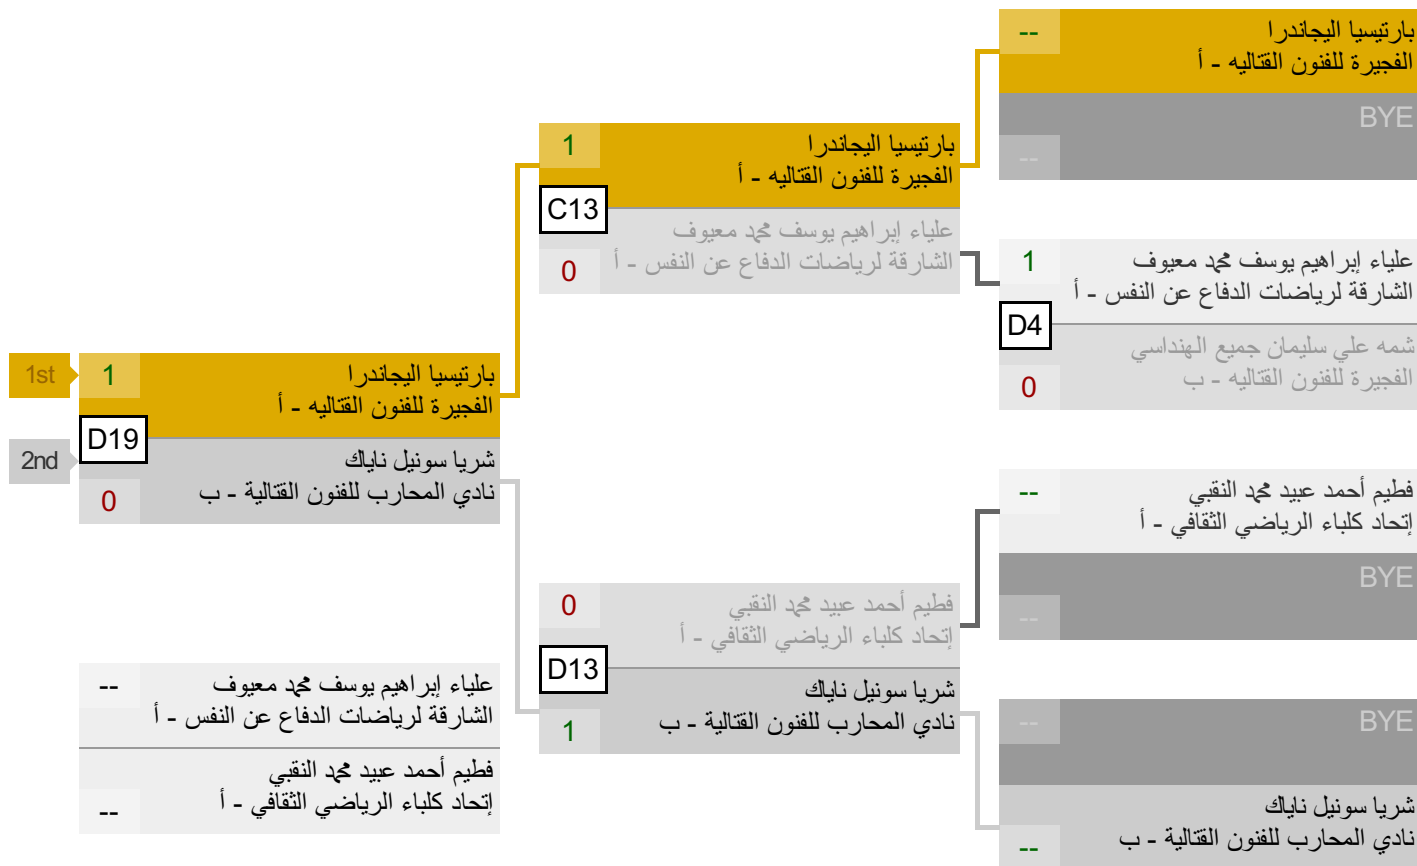 --
بارتيسيا اليجاندرا
الفجيرة للفنون القتاليه - أ
BYE
--
1
بارتيسيا اليجاندرا
الفجيرة للفنون القتاليه - أ
C13
علياء إبراهيم يوسف محمد معيوف
الشارقة لرياضات الدفاع عن النفس - أ
0
1
علياء إبراهيم يوسف محمد معيوف
الشارقة لرياضات الدفاع عن النفس - أ
D4
شمه علي سليمان جميع الهنداسي
الفجيرة للفنون القتاليه - ب
0
1st
1
بارتيسيا اليجاندرا
الفجيرة للفنون القتاليه - أ
D19
2nd
شريا سونيل ناياك
نادي المحارب للفنون القتالية - ب
0
--
فطيم أحمد عبيد محمد النقبي
إتحاد كلباء الرياضي الثقافي - أ
BYE
--
0
فطيم أحمد عبيد محمد النقبي
إتحاد كلباء الرياضي الثقافي - أ
D13
شريا سونيل ناياك
نادي المحارب للفنون القتالية - ب
1
--
علياء إبراهيم يوسف محمد معيوف
الشارقة لرياضات الدفاع عن النفس - أ
فطيم أحمد عبيد محمد النقبي
إتحاد كلباء الرياضي الثقافي - أ
--
--
BYE
شريا سونيل ناياك
نادي المحارب للفنون القتالية - ب
--